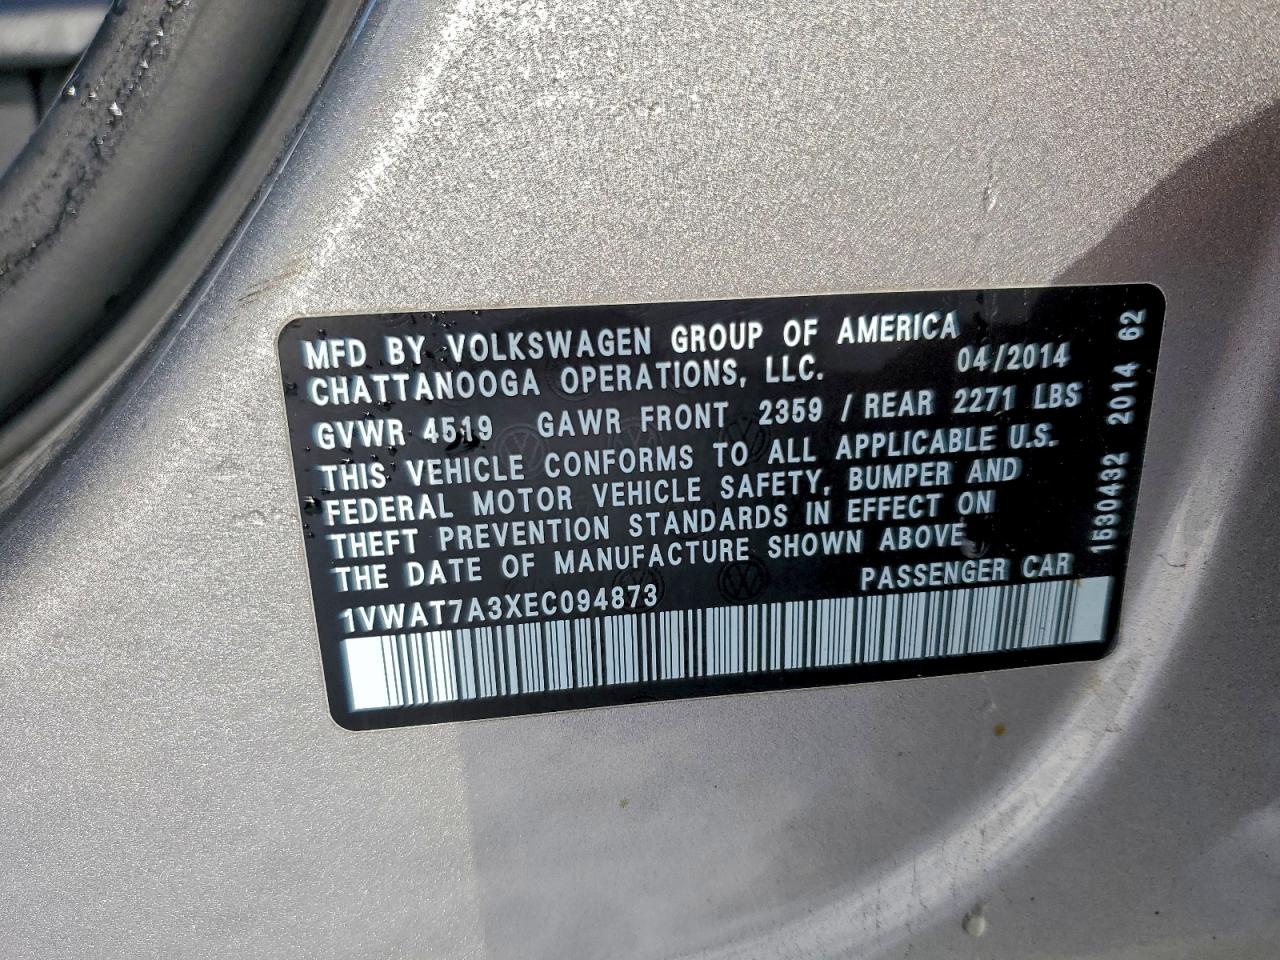 MFD BY VOLKSWAGEN GROUP OF AMERICA
CHATTANOOGA OPERATIONS, LLC. 04/2014
GVWR 4519 GAWR FRONT 2359 / REAR 2271 LBS
THIS VEHICLE CONFORMS TO ALL APPLICABLE U.S.
FEDERAL MOTOR VEHICLE SAFETY, BUMPER AND
THEFT PREVENTION STANDARDS IN EFFECT ON
THE DATE OF MANUFACTURE SHOWN ABOVE
1VWAT7A3XEC094873 PASSENGER CAR
1530432 2014 62